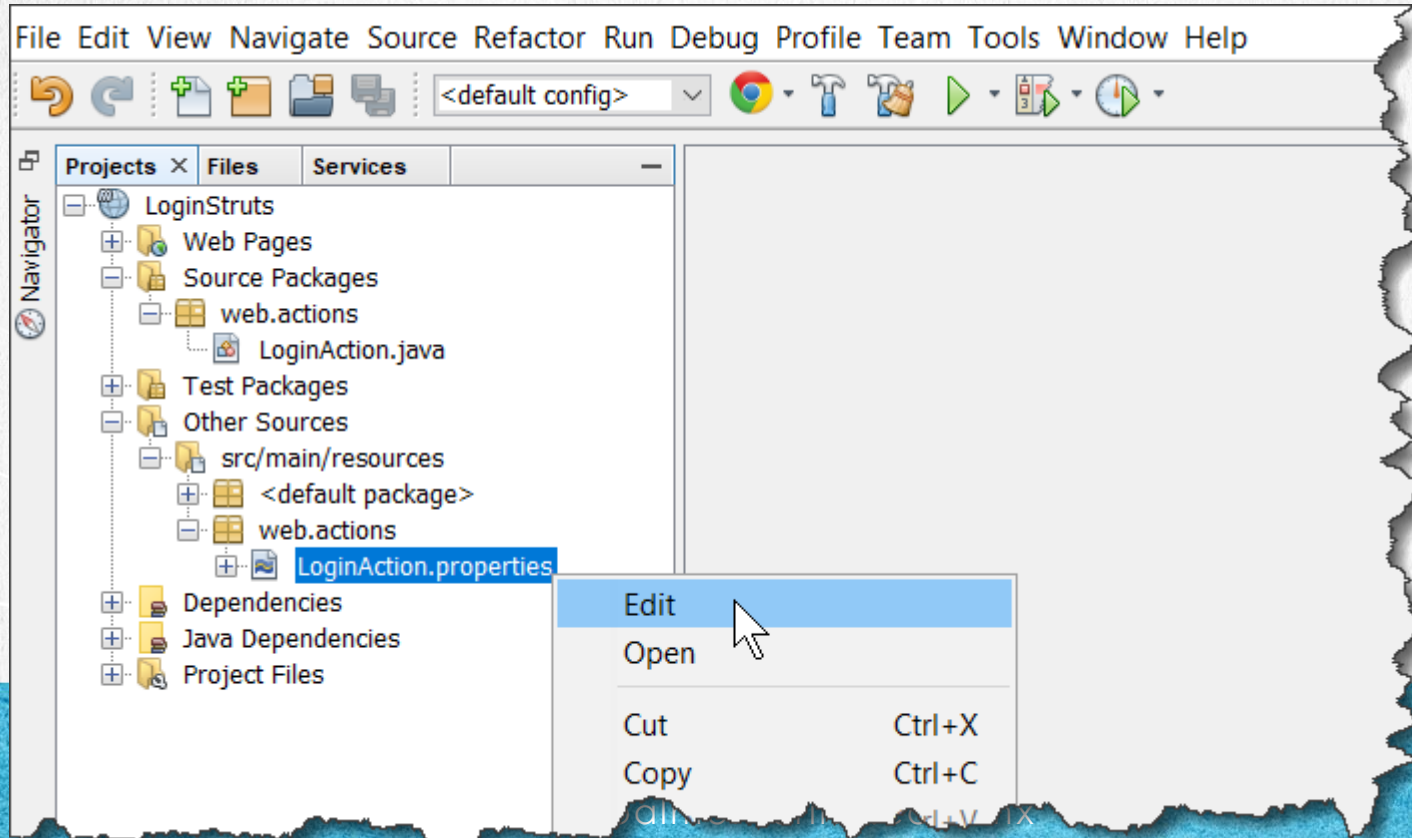 File Edit View Navigate Source Refactor Run Debug Profile Team Tools Window Help
<default config>
Projects Files Services
Navigator
LoginStruts
Web Pages
Source Packages
web.actions
LoginAction.java
Test Packages
Other Sources
src/main/resources
<default package>
web.actions
LoginAction.properties
Dependencies
Java Dependencies
Project Files
Edit
Open
Cut Ctrl+X
Copy Ctrl+C